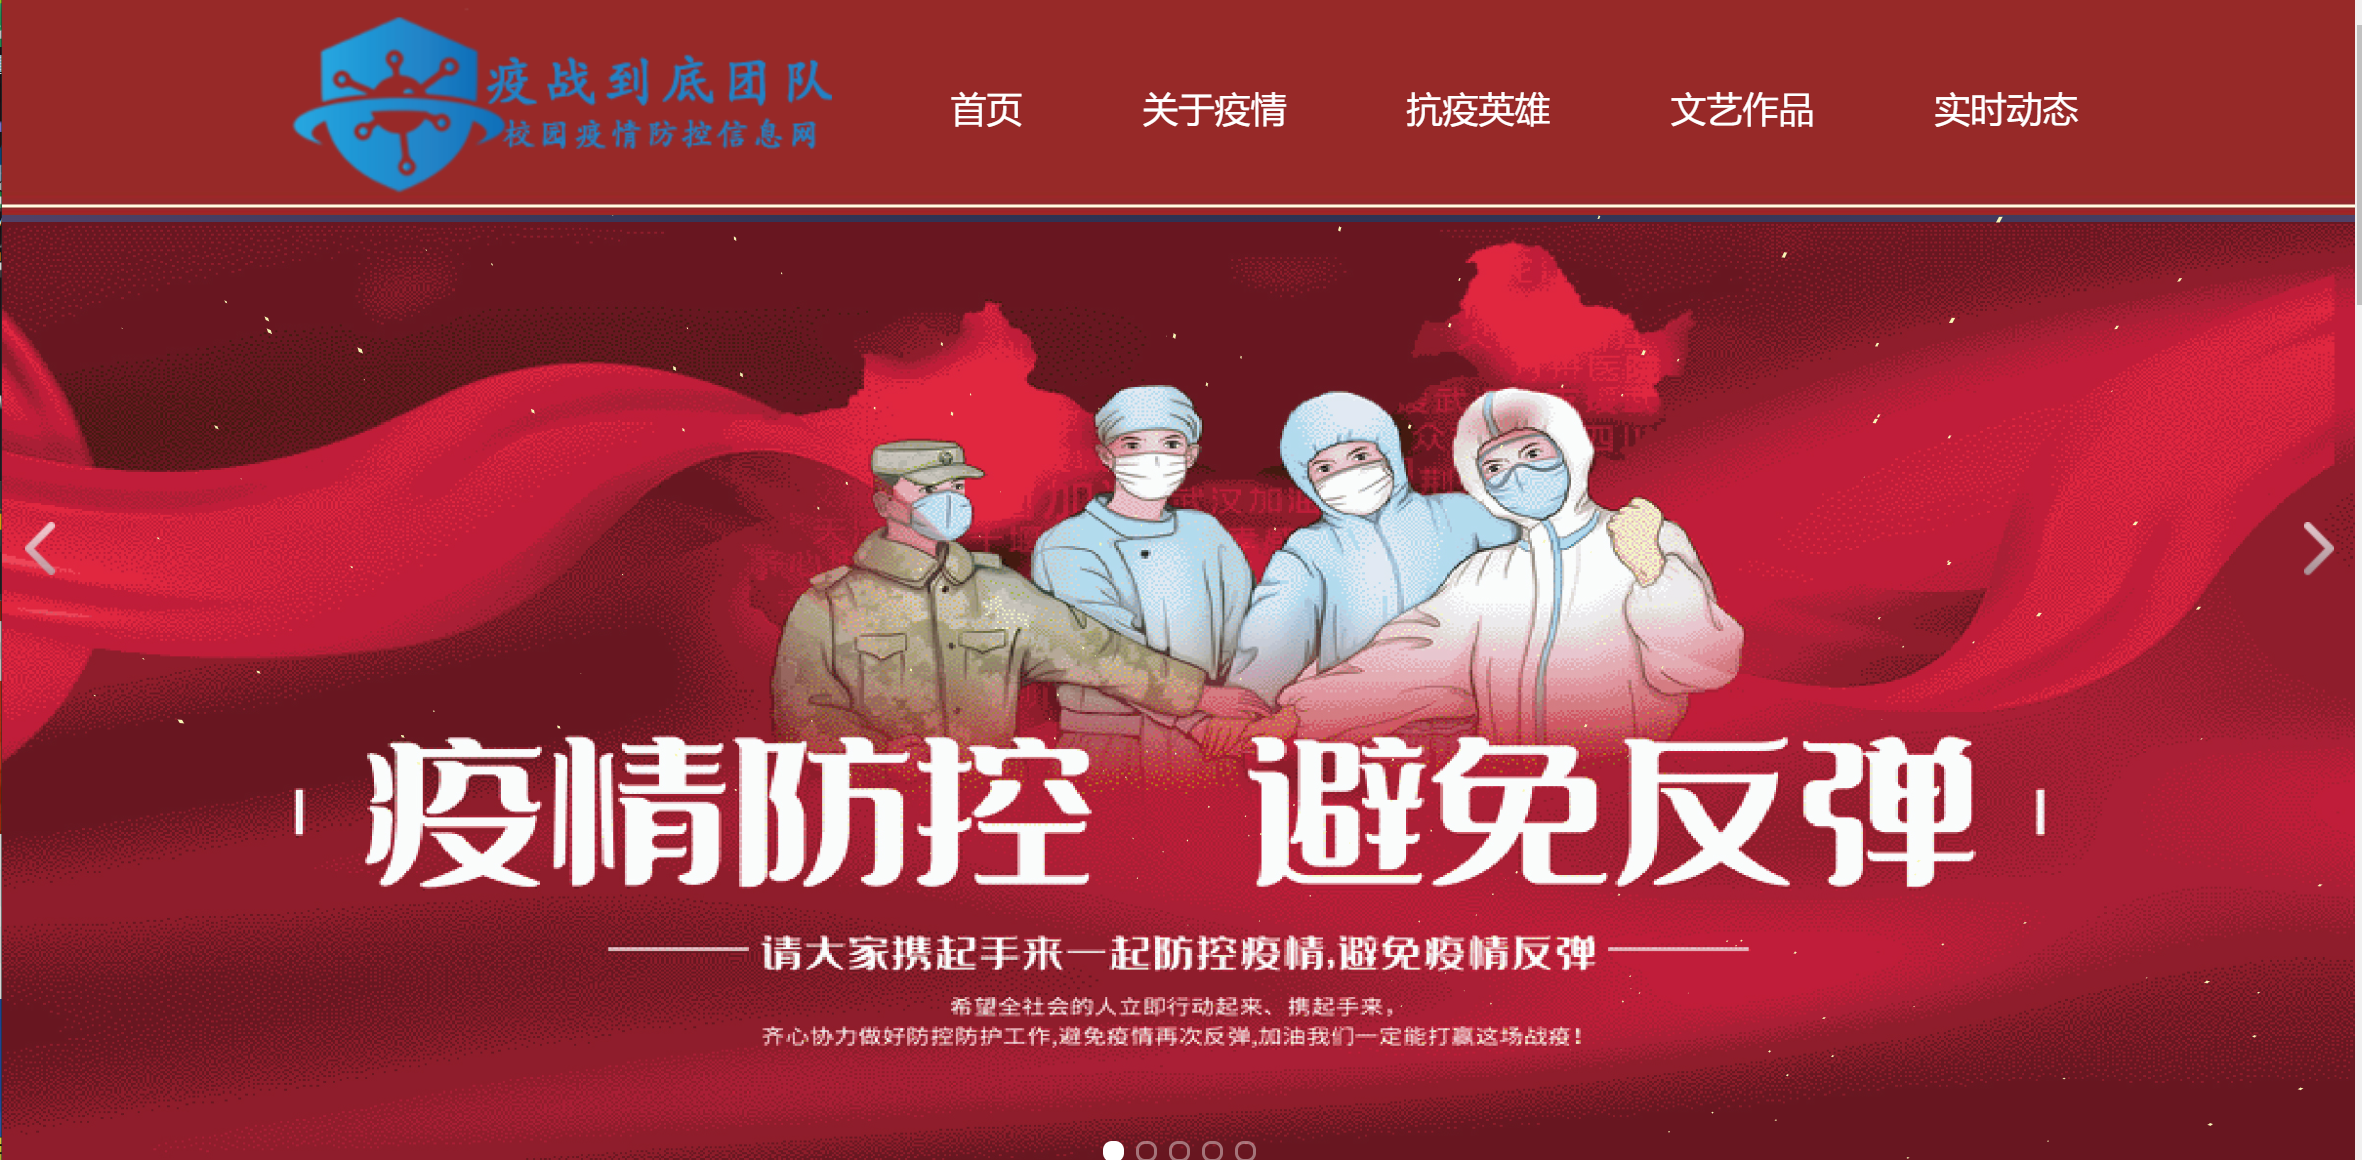 疫战到底团队
校园疫情防控信息网
首页 关于疫情 抗疫英雄 文艺作品 实时动态
武汉加油
疫情防控 避免反弹
请大家携起手来一起防控疫情,避免疫情反弹
希望全社会的人立即行动起来、携起手来，
齐心协力做好防控防护工作,避免疫情再次反弹,加油我们一定能打赢这场战疫！